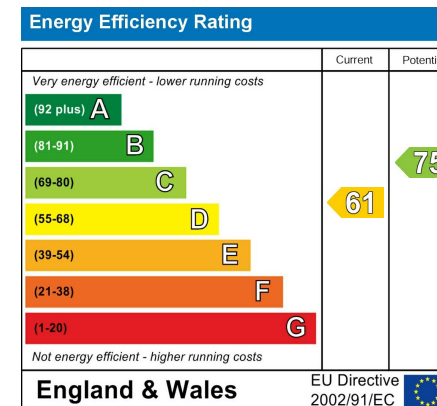 Energy Efficiency Rating
Current Potenti
Very energy efficient - lower running costs
(92 plus) A
(81-91) B
75
(69-80) C
(55-68) D
61
(39-54) E
(21-38) F
(1-20) G
Not energy efficient - higher running costs
England & Wales
EU Directive
2002/91/EC